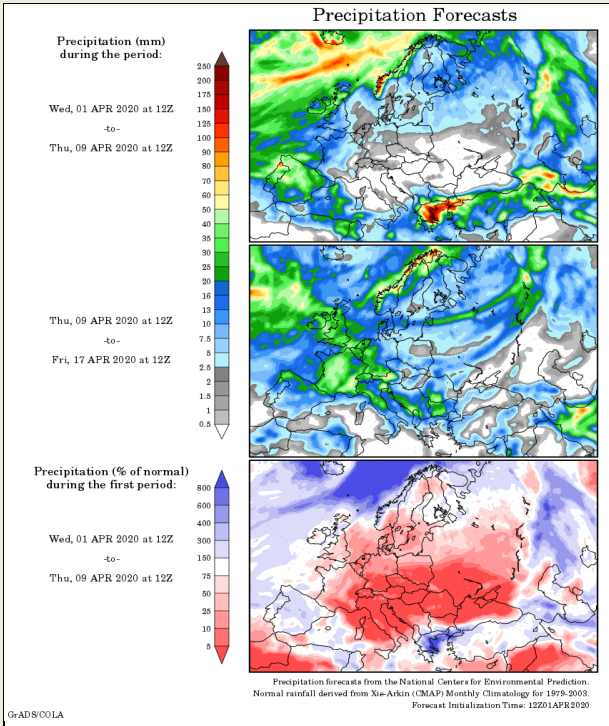 Precipitation Forecasts
Precipitation (mm)
during the period:
Wed, 01 APR 2020 at 12Z
-to-
Thu, 09 APR 2020 at 12Z
250
200
175
150
125
100
90
80
70
60
50
40
35
30
25
20
16
13
10
7.5
5
2.5
2
1.5
1
0.5
Thu, 09 APR 2020 at 12Z
-to-
Fri, 17 APR 2020 at 12Z
Precipitation (% of normal)
during the first period:
Wed, 01 APR 2020 at 12Z
-to-
Thu, 09 APR 2020 at 12Z
800
600
400
300
150
75
50
25
10
5
Precipitation forecasts from the National Centers for Environmental Prediction.
Normal rainfall derived from Xie-Arkin (CMAP) Monthly Climatology for 1979-2003.
Forecast Initialization Time: 12Z01APR2020
GrADS/COLA